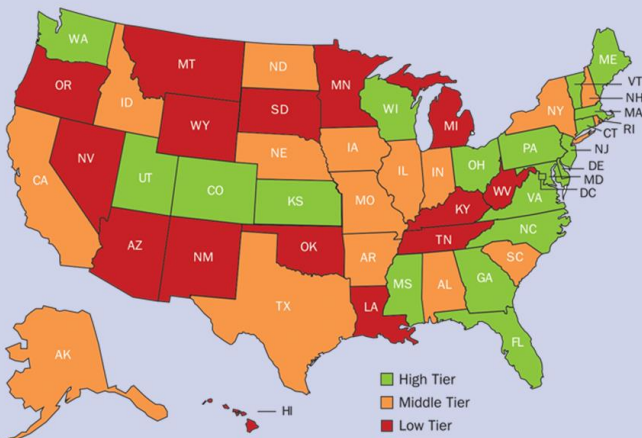 WA
OR
MT
ID
ND
MN
WY
SD
WI
MI
NV
UT
CO
NE
IA
CA
KS
MO
IL
IN
OH
PA
NY
ME
VT
NH
MA
RI
CT
NJ
DE
MD
DC
WV
VA
KY
NC
TN
SC
AZ
NM
OK
AR
TX
LA
MS
AL
GA
FL
AK
HI
High Tier
Middle Tier
Low Tier